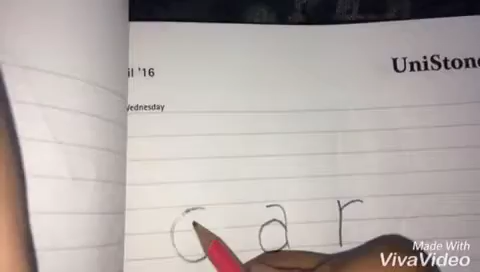 il '16
UniStone
Wednesday
c a r
Made With
VivaVideo